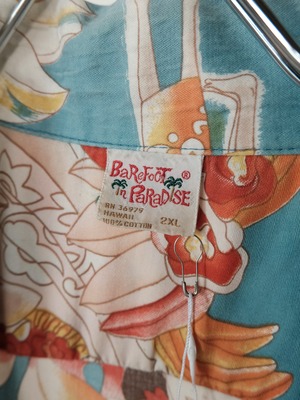 BAREFOOT ®
in PARADISE
RN 36979
HAWAII 2XL
100% COTTON